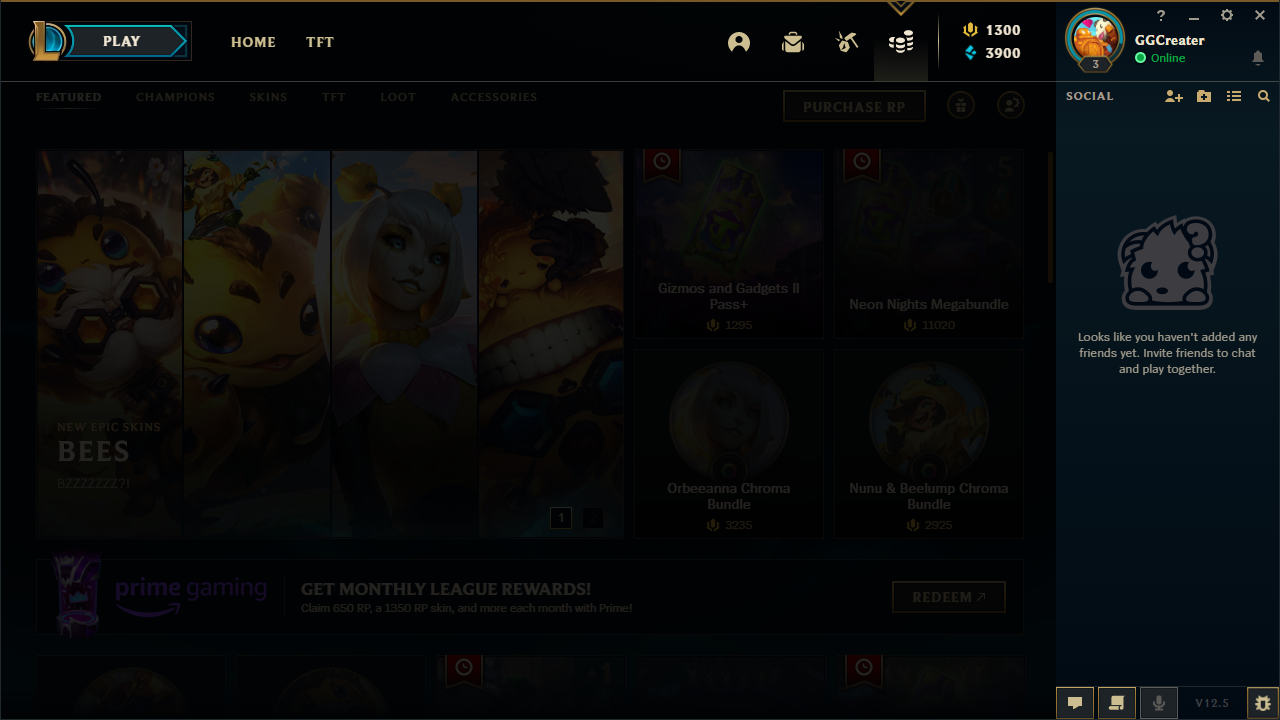 PLAY
HOME
TFT
1300
3900
?
GGCreater
3
Online
FEATURED
CHAMPIONS
SKINS
TFT
LOOT
ACCESSORIES
PURCHASE RP
SOCIAL
NEW EPIC SKINS
BEES
BZZZZZZZ?!
1
Gizmos and Gadgets II
Pass+
1295
Neon Nights Megabundle
11020
Orbeeanna Chroma
Bundle
3235
Nunu & Beelump Chroma
Bundle
2925
Looks like you haven't added any
friends yet. Invite friends to chat
and play together.
prime gaming
GET MONTHLY LEAGUE REWARDS!
Claim 650 RP, a 1350 RP skin, and more each month with Prime!
REDEEM
V12.5